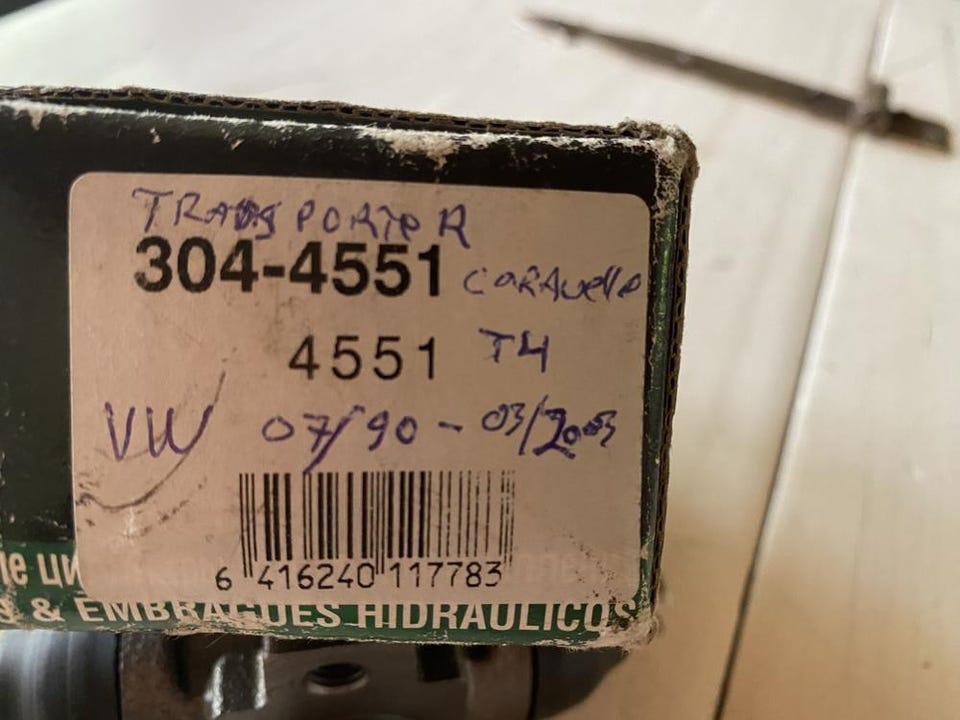 TRANSPORTER
304-4551 CARAVelle
4551 T4
VW 07/90 - 03/2003
6 416240 117783
& EMBRAGUES HIDRAULICOS